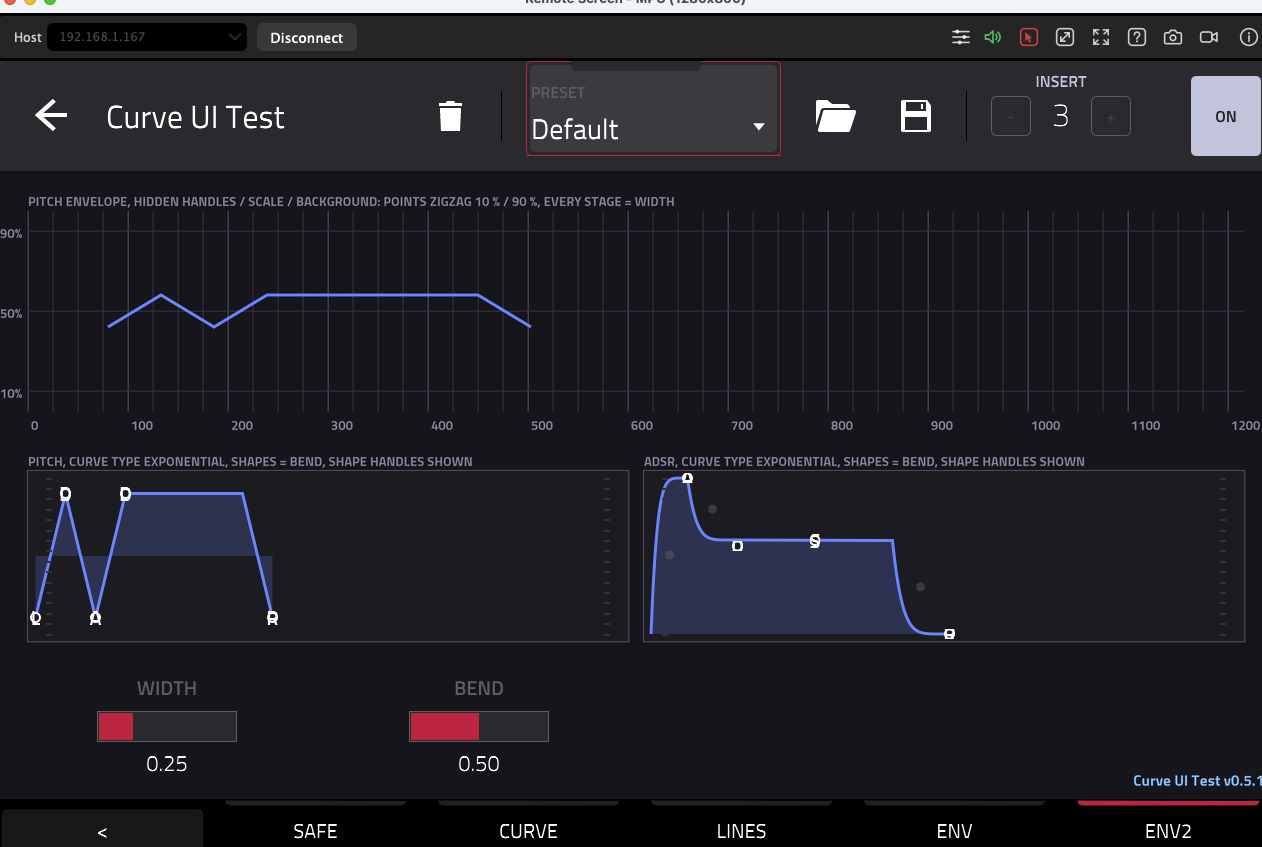 Remote Screen - MPC (1280x800)
Host 192.168.1.167 Disconnect
INSERT
PRESET
Curve UI Test Default - 3 + ON
PITCH ENVELOPE, HIDDEN HANDLES / SCALE / BACKGROUND: POINTS ZIGZAG 10 % / 90 %, EVERY STAGE = WIDTH
90%
50%
10%
0 100 200 300 400 500 600 700 800 900 1000 1100 1200
PITCH, CURVE TYPE EXPONENTIAL, SHAPES = BEND, SHAPE HANDLES SHOWN
D D
A R
ADSR, CURVE TYPE EXPONENTIAL, SHAPES = BEND, SHAPE HANDLES SHOWN
A
D S
R
WIDTH BEND
0.25 0.50
Curve UI Test v0.5.1
< SAFE CURVE LINES ENV ENV2